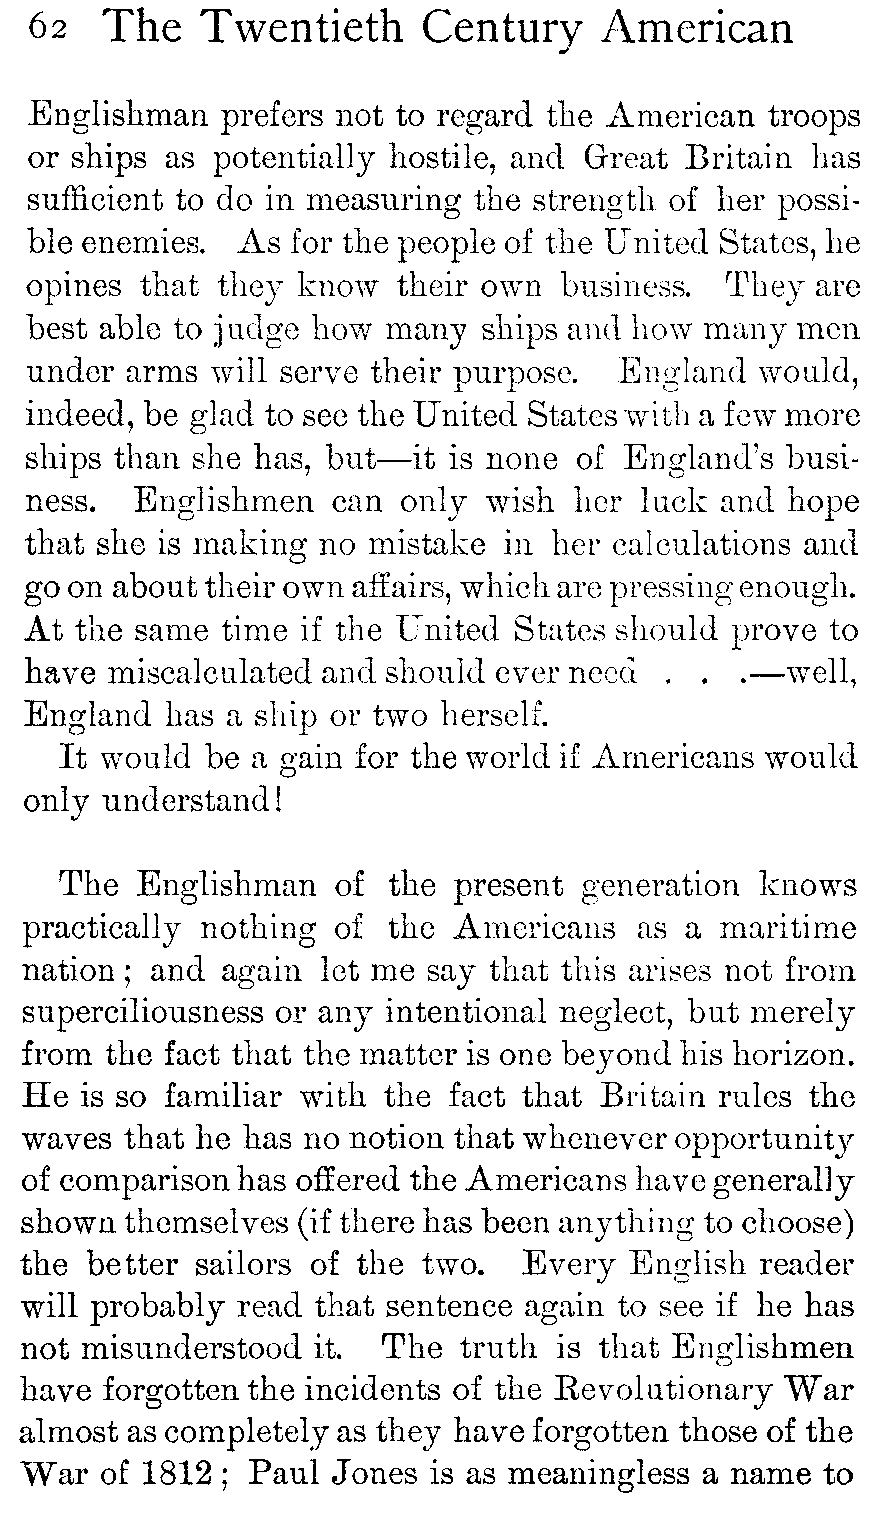 62 The Twentieth Century American
Englishman prefers not to regard the American troops
or ships as potentially hostile, and Great Britain has
sufficient to do in measuring the strength of her possi-
ble enemies. As for the people of the United States, he
opines that they know their own business. They are
best able to judge how many ships and how many men
under arms will serve their purpose. England would,
indeed, be glad to see the United States with a few more
ships than she has, but—it is none of England's busi-
ness. Englishmen can only wish her luck and hope
that she is making no mistake in her calculations and
go on about their own affairs, which are pressing enough.
At the same time if the United States should prove to
have miscalculated and should ever need . . .—well,
England has a ship or two herself.
It would be a gain for the world if Americans would
only understand!
The Englishman of the present generation knows
practically nothing of the Americans as a maritime
nation ; and again let me say that this arises not from
superciliousness or any intentional neglect, but merely
from the fact that the matter is one beyond his horizon.
He is so familiar with the fact that Britain rules the
waves that he has no notion that whenever opportunity
of comparison has offered the Americans have generally
shown themselves (if there has been anything to choose)
the better sailors of the two. Every English reader
will probably read that sentence again to see if he has
not misunderstood it. The truth is that Englishmen
have forgotten the incidents of the Revolutionary War
almost as completely as they have forgotten those of the
War of 1812 ; Paul Jones is as meaningless a name to